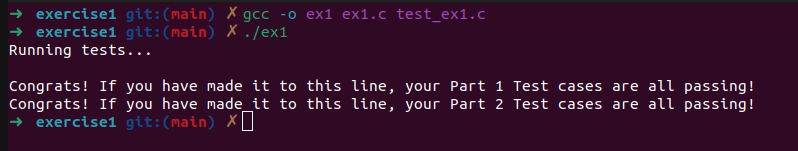 ➜ exercise1 git:(main) ✗ gcc -o ex1 ex1.c test_ex1.c
➜ exercise1 git:(main) ✗ ./ex1
Running tests...
Congrats! If you have made it to this line, your Part 1 Test cases are all passing!
Congrats! If you have made it to this line, your Part 2 Test cases are all passing!
➜ exercise1 git:(main) ✗